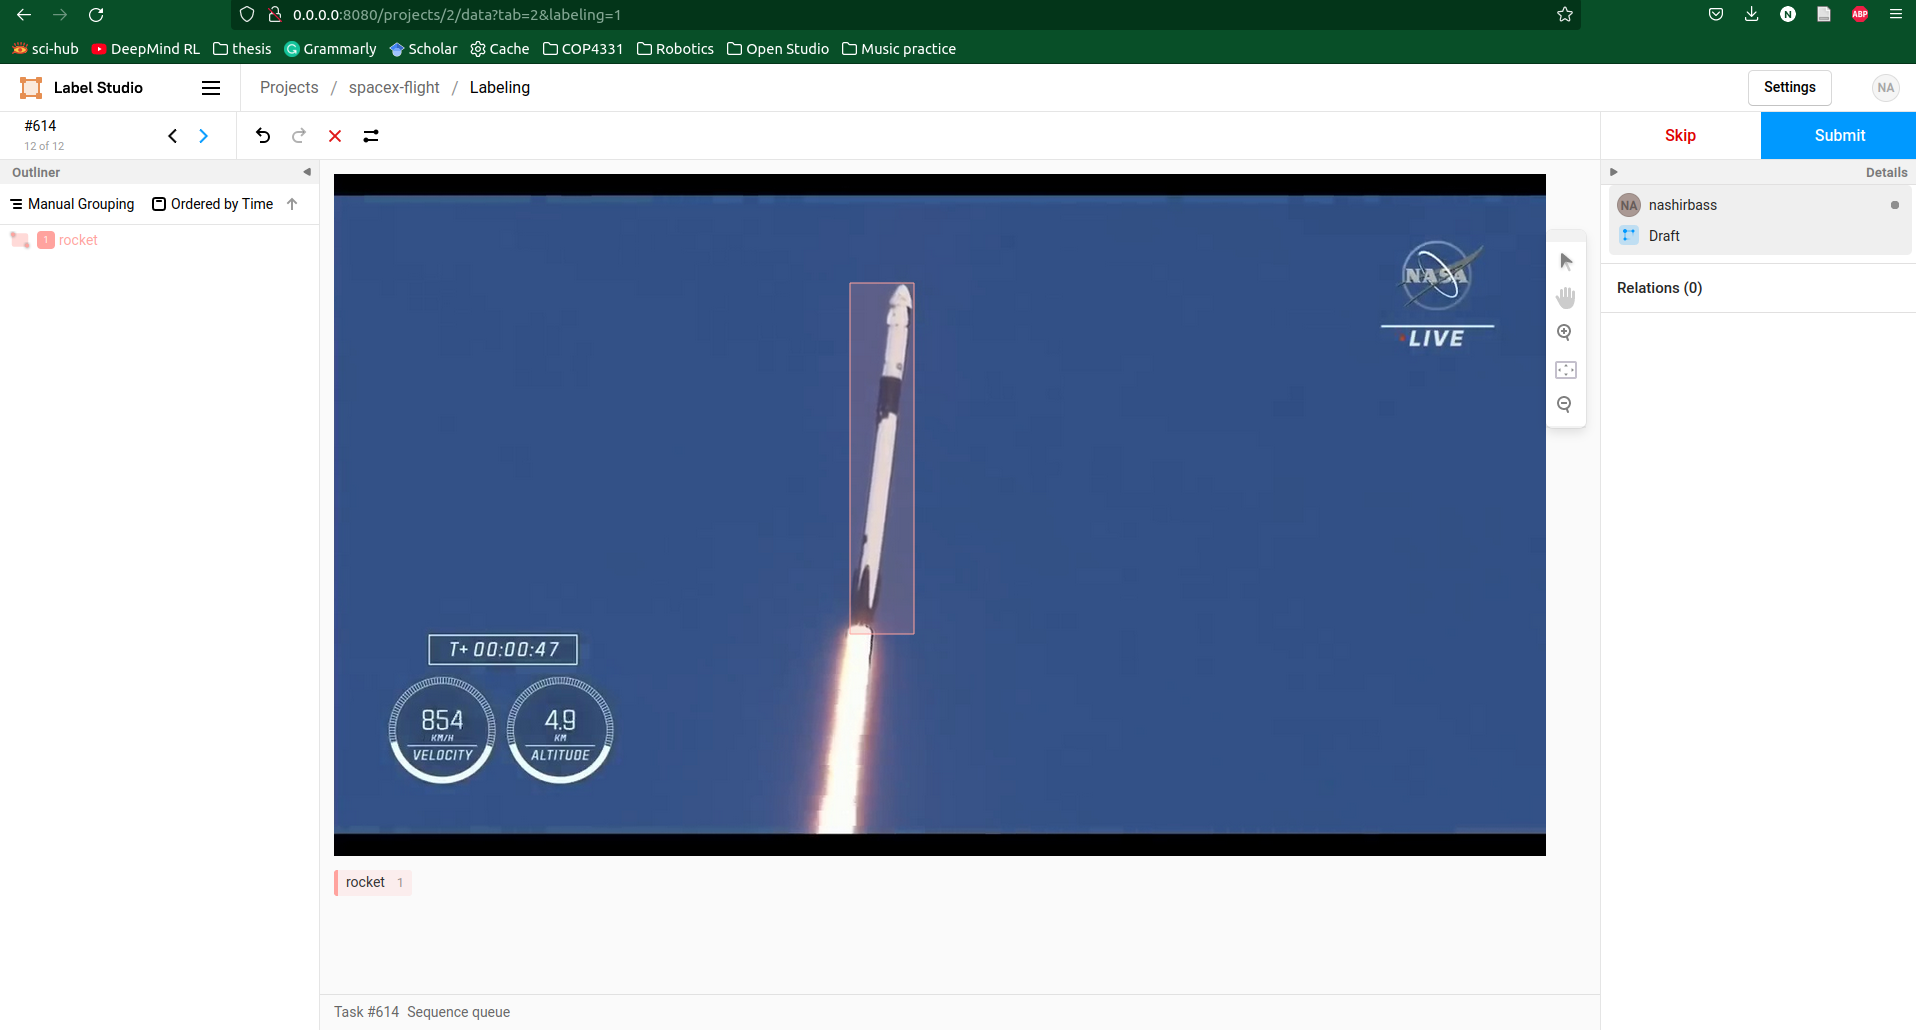 0.0.0.0:8080/projects/2/data?tab=2&labeling=1
N
ABP
sci-hub DeepMind RL thesis Grammarly Scholar Cache COP4331 Robotics Open Studio Music practice
Label Studio Projects / spacex-flight / Labeling Settings NA
#614
12 of 12
Skip Submit
Outliner Details
Manual Grouping Ordered by Time
NA nashirbass
Draft
1 rocket
Relations (0)
NASA
LIVE
T+ 00:00:47
854 4.9
KM/H KM
VELOCITY ALTITUDE
rocket 1
Task #614 Sequence queue